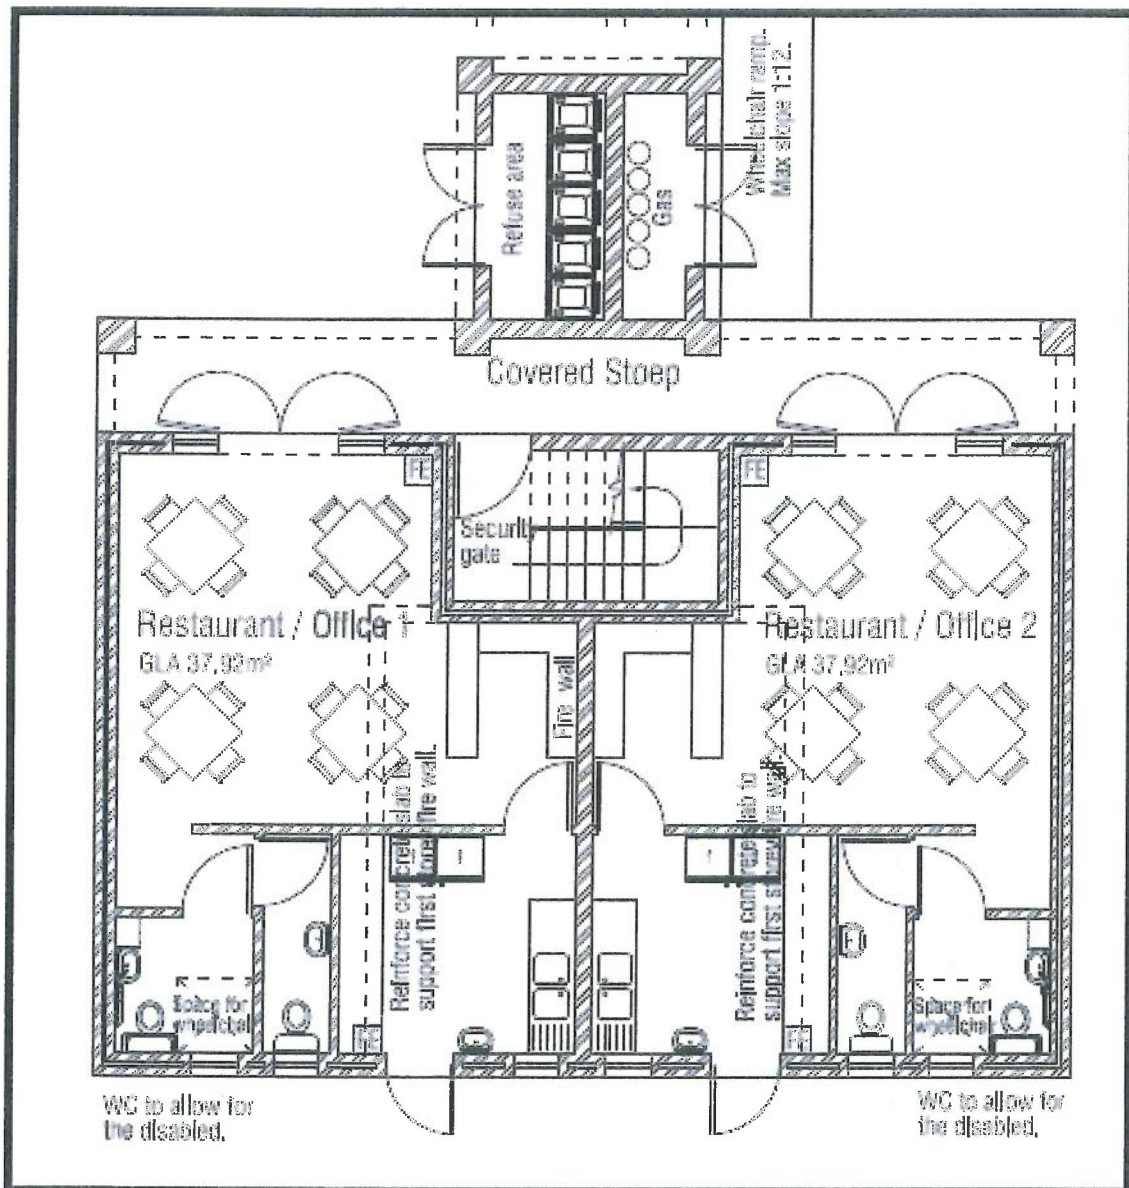 Wheelchair ramp.
Max slope 1:12.
Refuse area
Gas
Covered Stoep
FE
FE
Security
gate
Restaurant / Office 1
GLA 37,92m²
Restaurant / Office 2
GLA 37,92m²
Fire wall
Reinforce concrete slab to
support first storey fire wall.
Reinforce concrete slab to
support first storey fire wall.
Space for
wheelchai
Space for
wheelchai
FE
FE
WC to allow for
the disabled.
WC to allow for
the disabled.